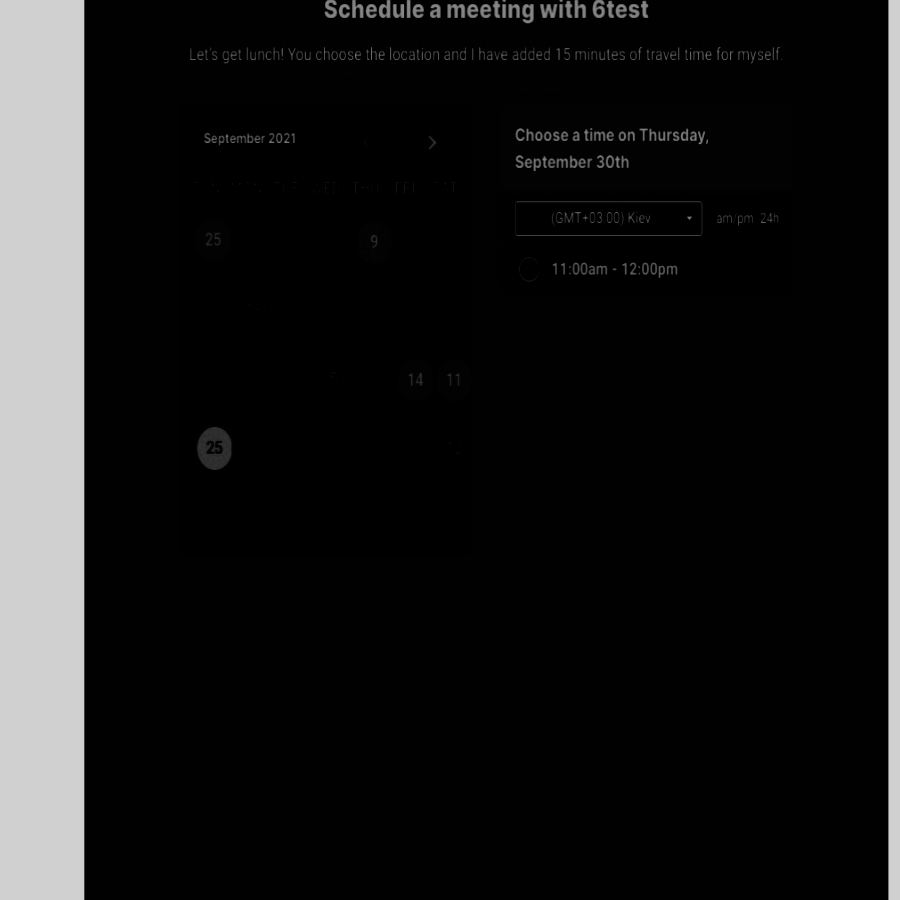 Schedule a meeting with 6test
Let's get lunch! You choose the location and I have added 15 minutes of travel time for myself.
September 2021
25 9
14 11
25
Choose a time on Thursday,
September 30th
(GMT+03:00) Kiev am/pm 24h
11:00am - 12:00pm